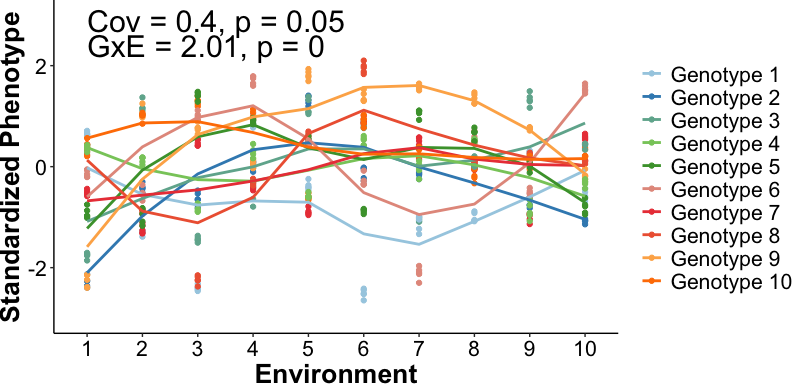 Cov = 0.4, p = 0.05
GxE = 2.01, p = 0
Standardized Phenotype
2
0
-2
1 2 3 4 5 6 7 8 9 10
Environment
Genotype 1
Genotype 2
Genotype 3
Genotype 4
Genotype 5
Genotype 6
Genotype 7
Genotype 8
Genotype 9
Genotype 10